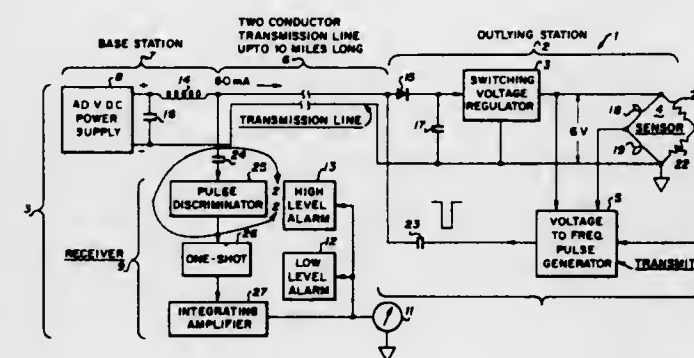 TWO CONDUCTOR
TRANSMISSION LINE
UPTO 10 MILES LONG
6
BASE STATION
7
OUTLYING STATION
2
1
8
AD V DC
POWER
SUPPLY
+
−
14
60 mA
16
TRANSMISSION LINE
15
3
SWITCHING
VOLTAGE
REGULATOR
17
6 V
18
4
SENSOR
19
22
24
25
PULSE
DISCRIMINATOR
2
2
13
HIGH
LEVEL
ALARM
26
ONE-SHOT
12
LOW
LEVEL
ALARM
RECEIVER
9
27
INTEGRATING
AMPLIFIER
11
23
5
VOLTAGE
TO FREQ.
PULSE
GENERATOR
TRANSMIT
3